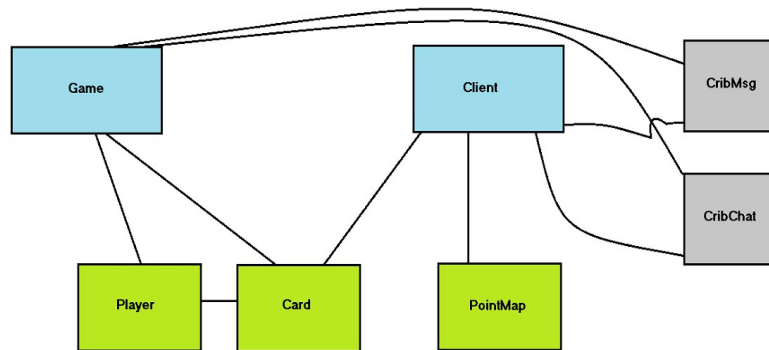 Game
Client
CribMsg
CribChat
Player
Card
PointMap